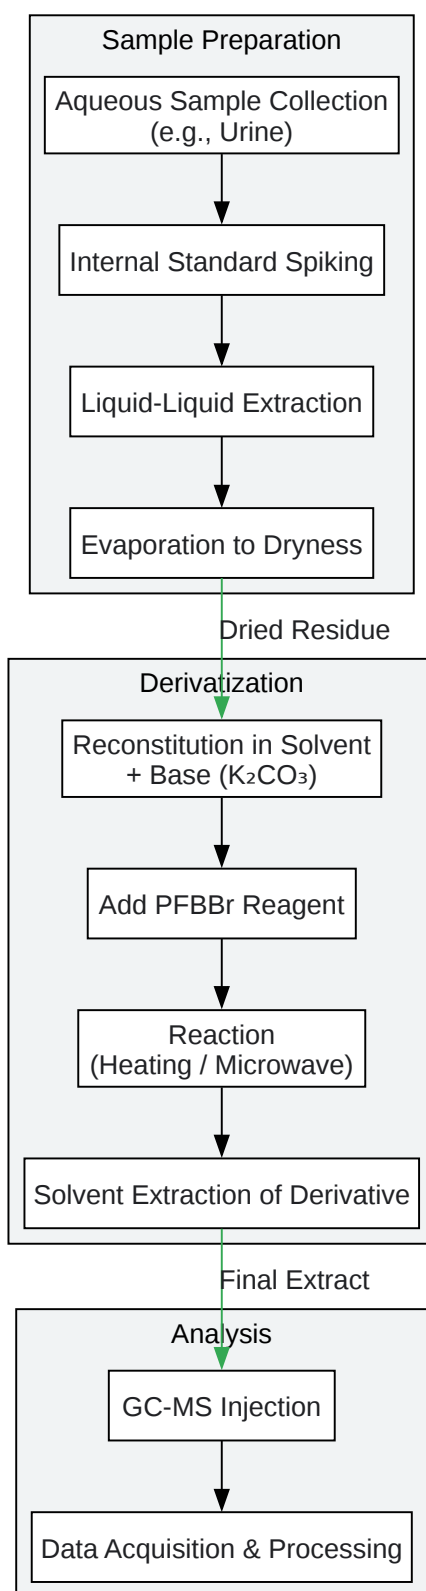 Sample Preparation
Aqueous Sample Collection
(e.g., Urine)
Internal Standard Spiking
Liquid-Liquid Extraction
Evaporation to Dryness
Dried Residue
Derivatization
Reconstitution in Solvent
+ Base (K₂CO₃)
Add PFBBr Reagent
Reaction
(Heating / Microwave)
Solvent Extraction of Derivative
Final Extract
Analysis
GC-MS Injection
Data Acquisition & Processing